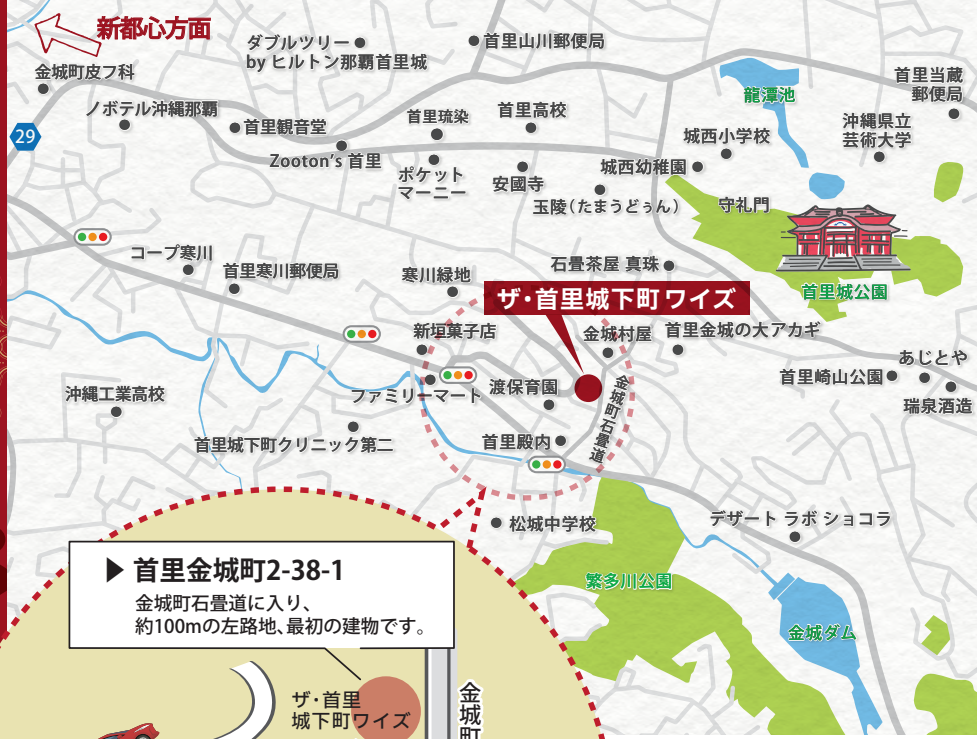 新都心方面
ダブルツリー
by ヒルトン那覇首里城
首里山川郵便局
金城町皮フ科
首里当蔵
郵便局
龍潭池
ノボテル沖縄那覇
首里観音堂
首里琉染
首里高校
沖縄県立
芸術大学
29
城西小学校
Zooton's 首里
ポケット
マーニー
安國寺
城西幼稚園
玉陵（たまうどぅん）
守礼門
コープ寒川
首里寒川郵便局
寒川緑地
石畳茶屋 真珠
首里城公園
ザ・首里城下町 ワイズ
新垣菓子店
金城村屋
首里金城の大アカギ
あじとや
首里崎山公園
瑞泉酒造
沖縄工業高校
ファミリーマート
渡保育園
金城町石畳道
首里城下町クリニック第二
首里殿内
松城中学校
デザート ラボ ショコラ
繁多川公園
金城ダム
▶ 首里金城町2-38-1
金城町石畳道に入り、
約100mの左路地、最初の建物です。
ザ・首里
城下町ワイズ
金城町